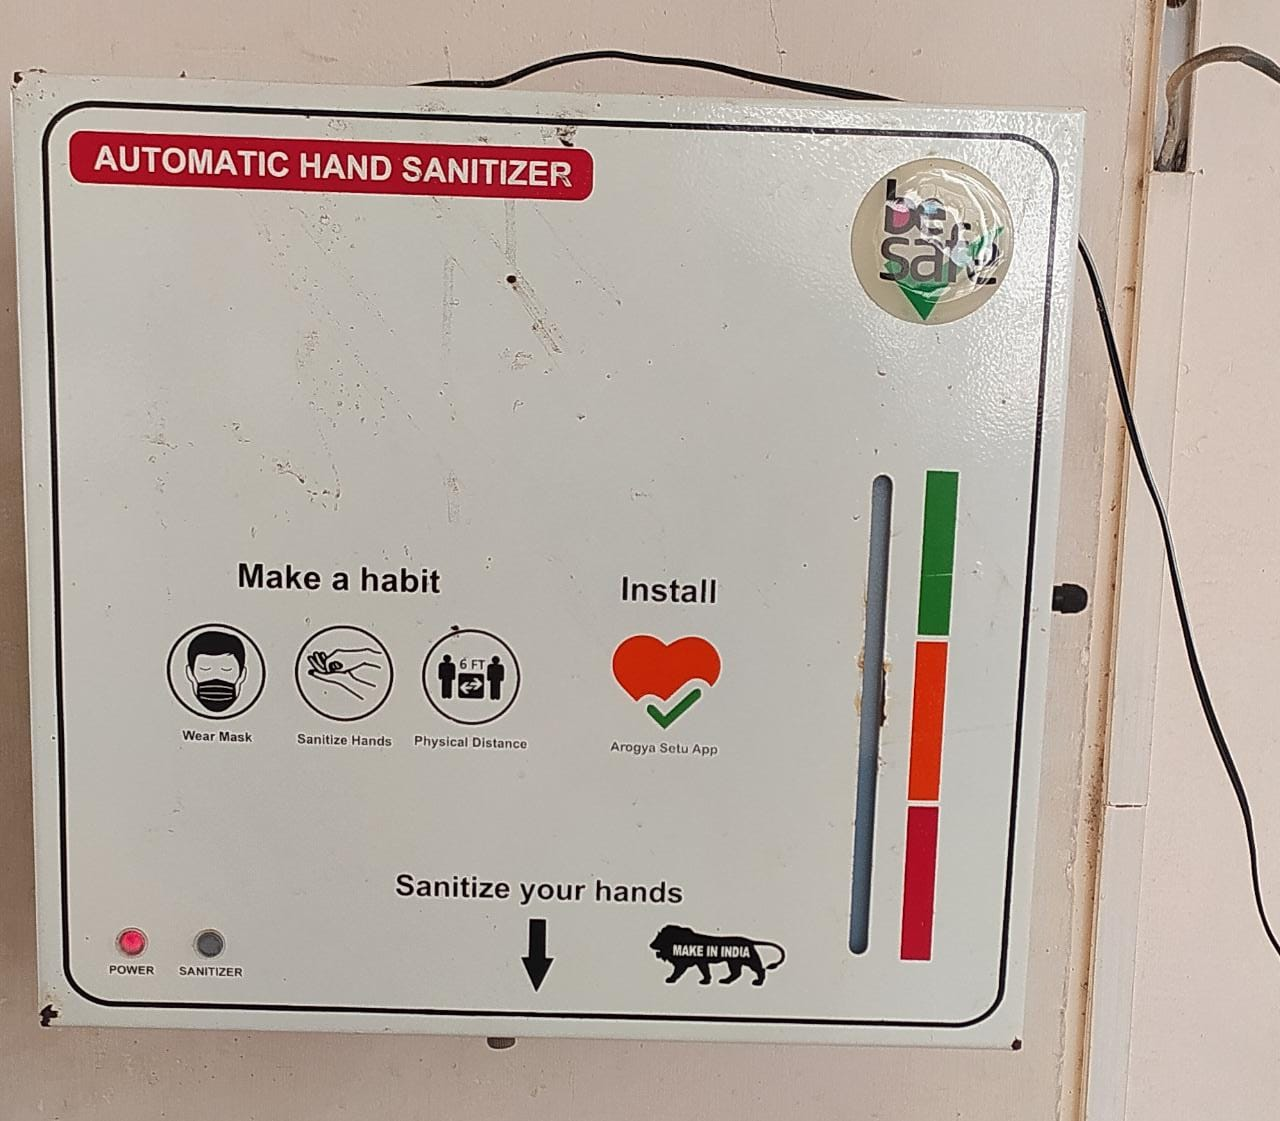 AUTOMATIC HAND SANITIZER
be
safe
Make a habit
Install
6 FT
Wear Mask
Sanitize Hands
Physical Distance
Arogya Setu App
Sanitize your hands
MAKE IN INDIA
POWER
SANITIZER